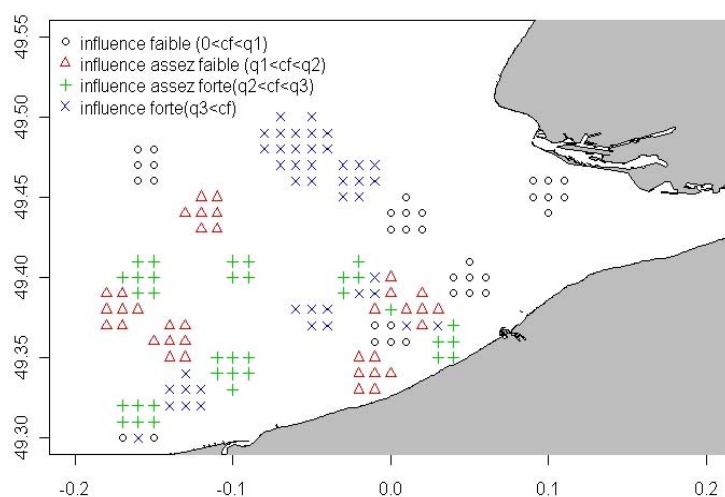 influence faible (0<cf<q1)
influence assez faible (q1<cf<q2)
influence assez forte(q2<cf<q3)
influence forte(q3<cf)
49.55
49.50
49.45
49.40
49.35
49.30
-0.2 -0.1 0.0 0.1 0.2